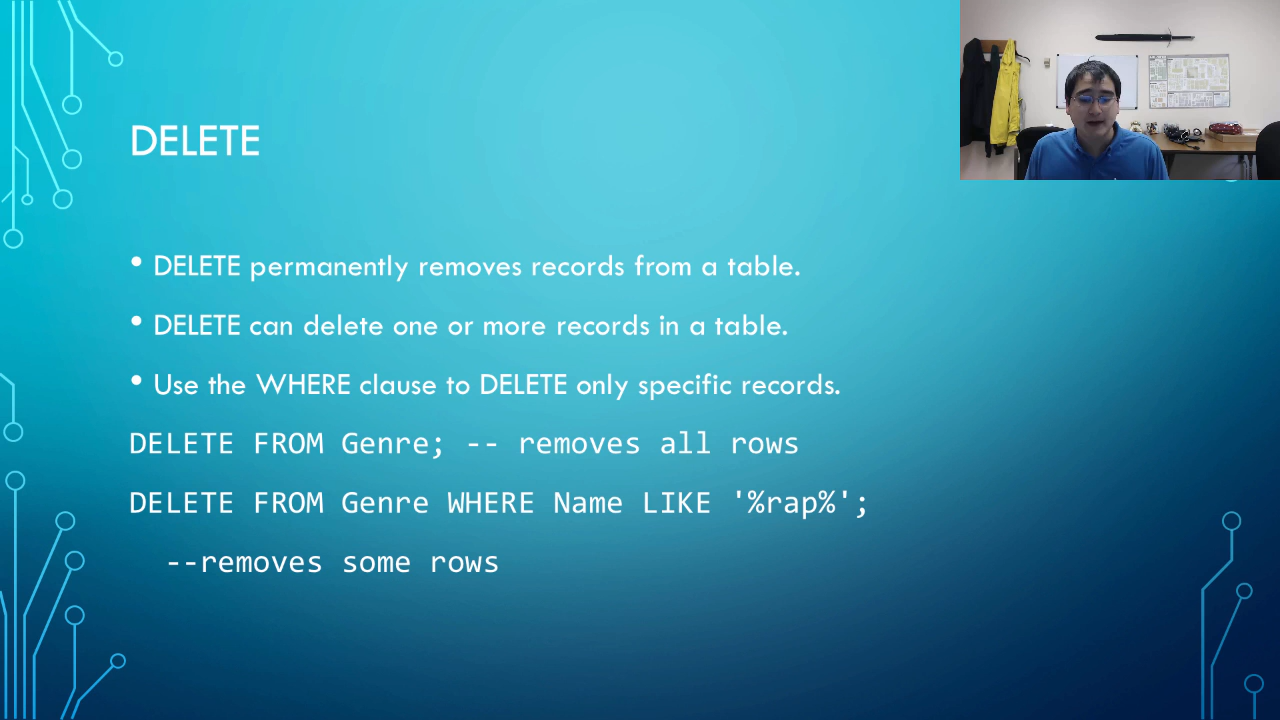 DELETE
• DELETE permanently removes records from a table.
• DELETE can delete one or more records in a table.
• Use the WHERE clause to DELETE only specific records.
DELETE FROM Genre; -- removes all rows
DELETE FROM Genre WHERE Name LIKE '%rap%';
--removes some rows